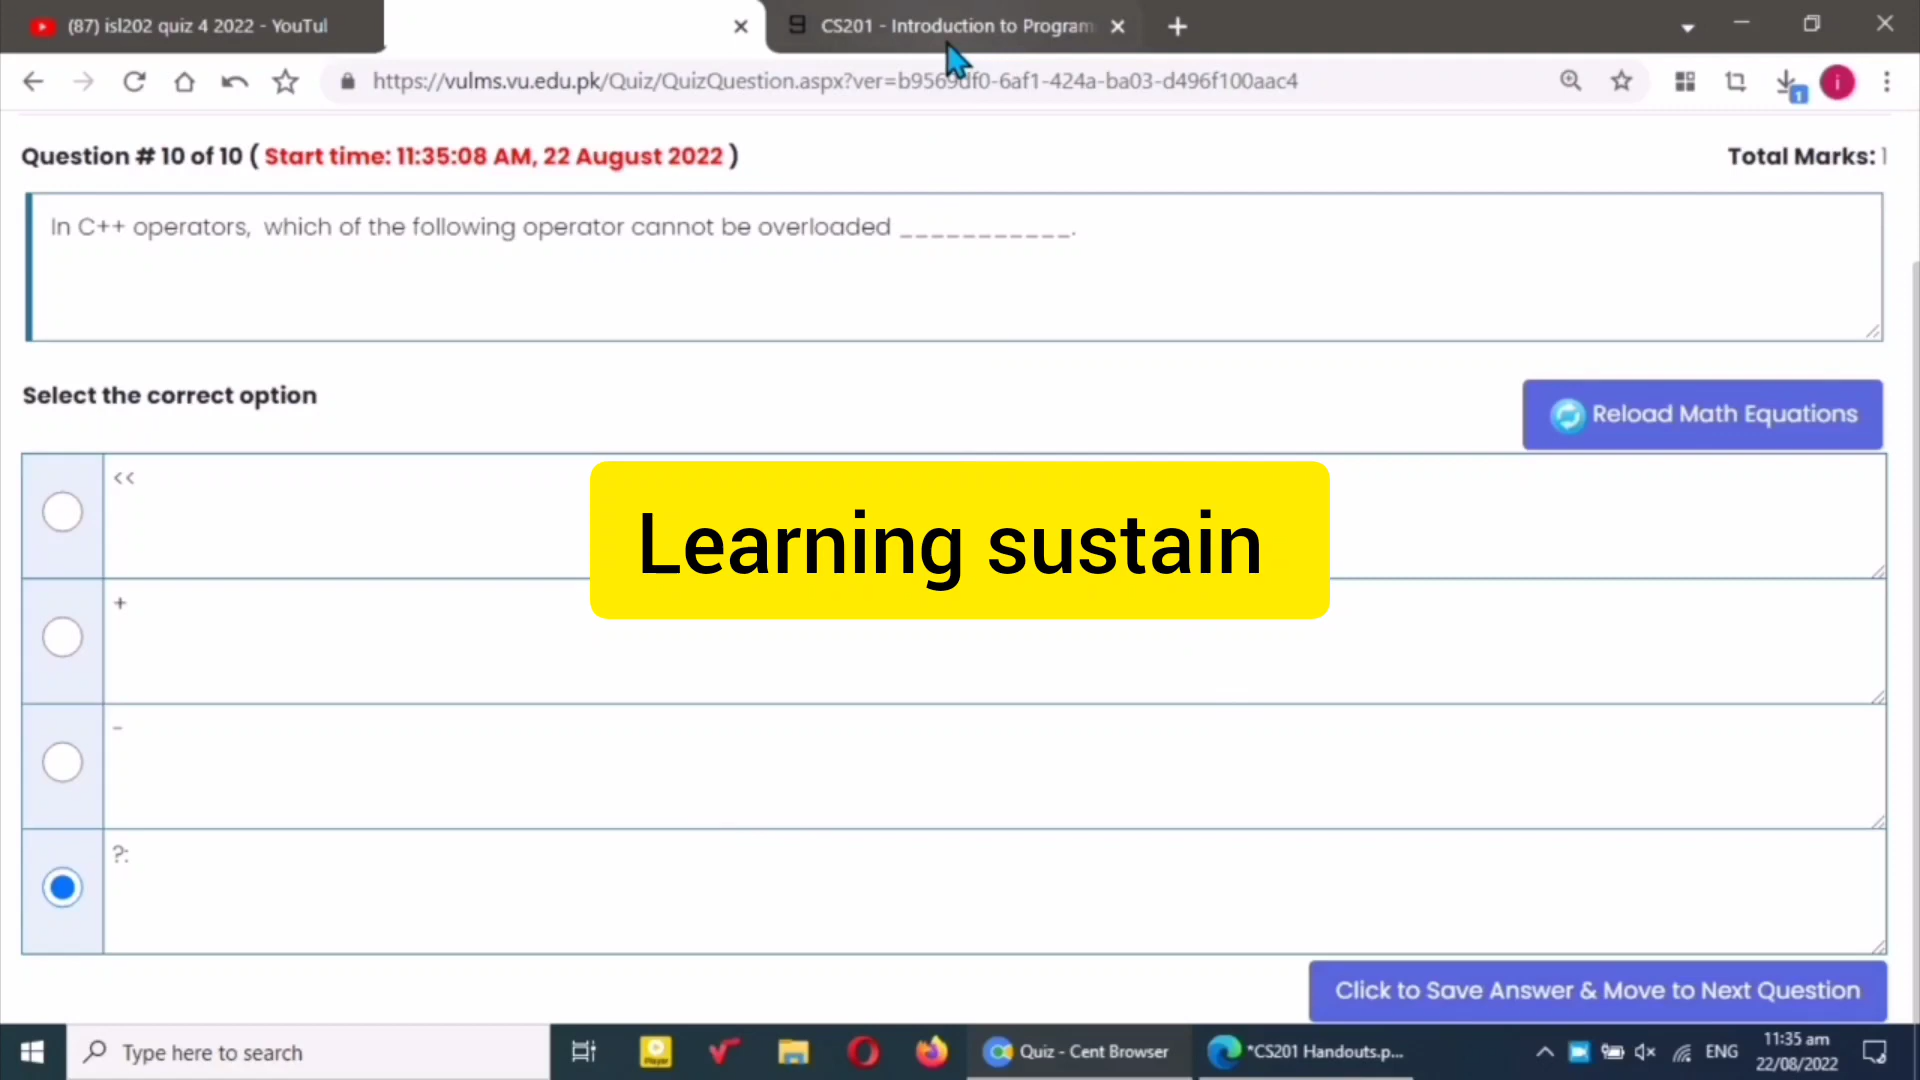 (87) isl202 quiz 4 2022 - YouTul
CS201 - Introduction to Program
https://vulms.vu.edu.pk/Quiz/QuizQuestion.aspx?ver=b9569df0-6af1-424a-ba03-d496f100aac4
1
i
Question # 10 of 10 ( Start time: 11:35:08 AM, 22 August 2022 )
Total Marks: 1
In C++ operators, which of the following operator cannot be overloaded ___________.
Select the correct option
Reload Math Equations
<<
Learning sustain
+
-
?:
Click to Save Answer & Move to Next Question
Type here to search
Player
Quiz - Cent Browser
*CS201 Handouts.p...
ENG
11:35 am
22/08/2022